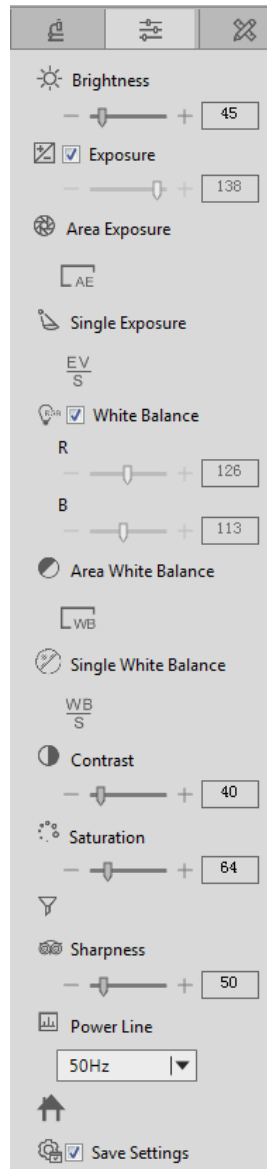 Brightness
45
Exposure
138
Area Exposure
AE
Single Exposure
EV
S
White Balance
R
126
B
113
Area White Balance
WB
Single White Balance
WB
S
Contrast
40
Saturation
64
Sharpness
50
Power Line
50Hz
Save Settings